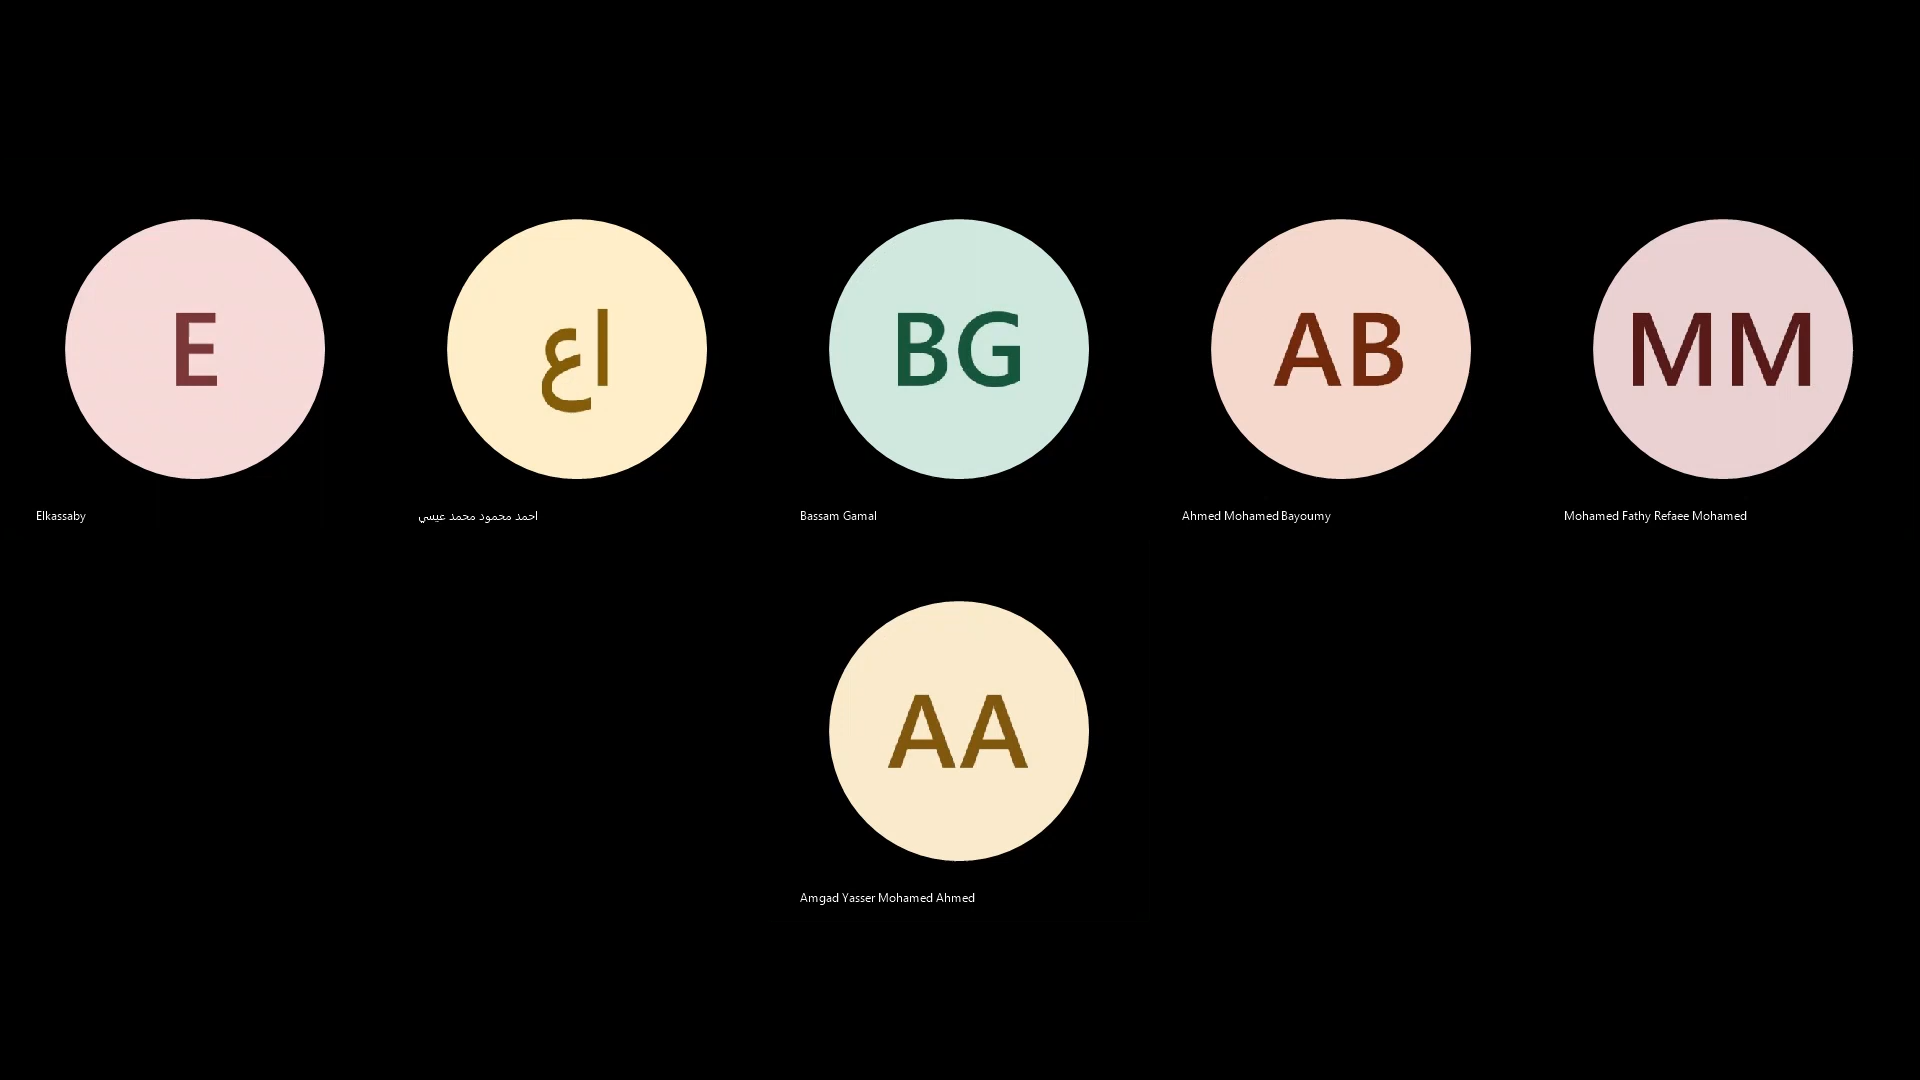 E
اع
BG
AB
MM
Elkassaby
احمد محمود محمد عيسي
Bassam Gamal
Ahmed Mohamed Bayoumy
Mohamed Fathy Refaee Mohamed
AA
Amgad Yasser Mohamed Ahmed